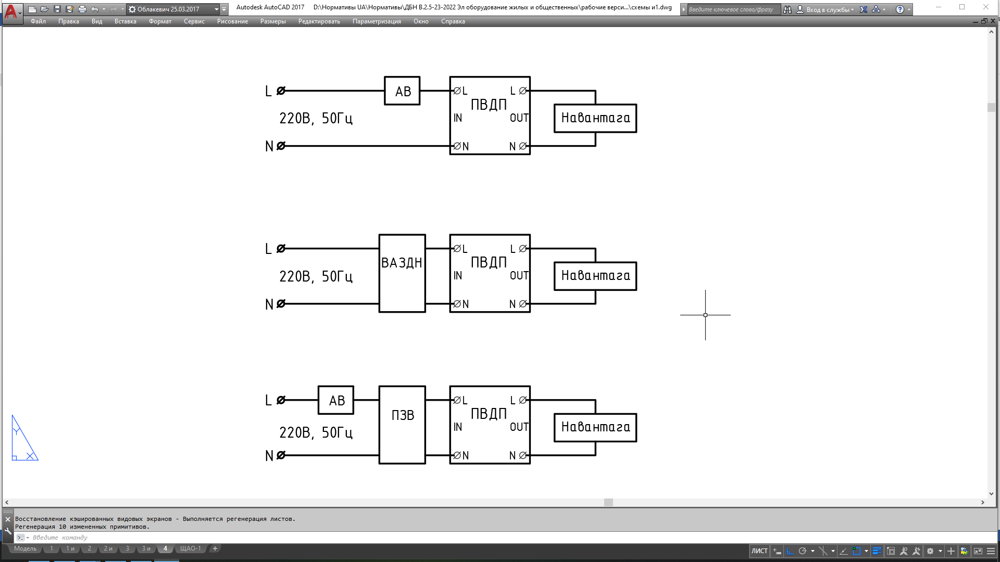 Облакевич 25.03.2017
Autodesk AutoCAD 2017 D:\Нормативы UA\Нормативы\ДБН В.2.5-23-2022 Эл оборудование жилых и общественных\рабочие верси...\схемы и1.dwg
Введите ключевое слово/фразу
Вход в службы
Файл Правка Вид Вставка Формат Сервис Рисование Размеры Редактировать Параметризация Окно Справка
L АВ L L
ПВДП
220В, 50Гц IN OUT Навантага
N N N
L L L
ВАЗДН ПВДП
220В, 50Гц IN OUT Навантага
N N N
L АВ L L
ПЗВ ПВДП
220В, 50Гц IN OUT Навантага
N N N
Y
X
Восстановление кэшированных видовых экранов - Выполняется регенерация листов.
Регенерация 10 измененных примитивов.
Введите команду
Модель 1 1 и 2 2 и 3 3 и 4 ЩАО-1 +
ЛИСТ